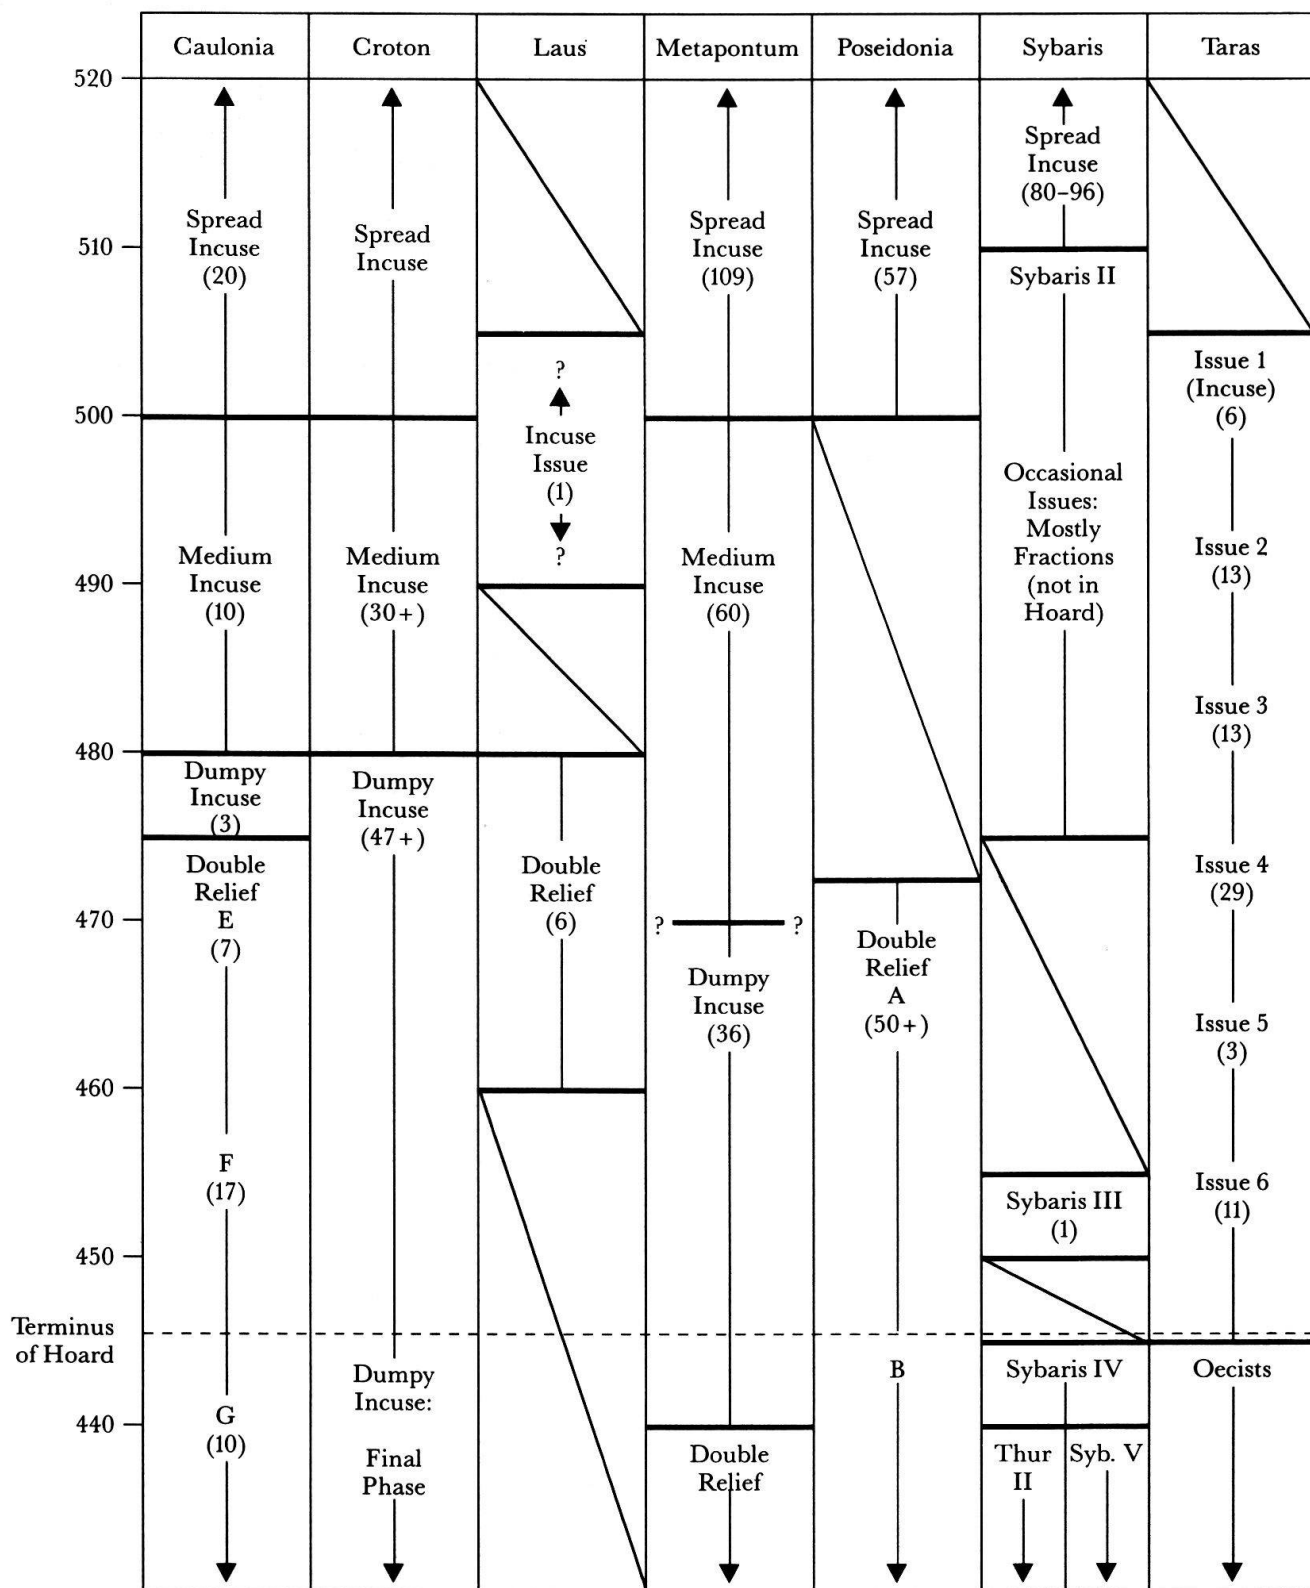 Caulonia
Croton
Laus
Metapontum
Poseidonia
Sybaris
Taras
520
510
500
490
480
470
460
450
Terminus
of Hoard
440
Spread
Incuse
(20)
Medium
Incuse
(10)
Dumpy
Incuse
(3)
Double
Relief
E
(7)
F
(17)
G
(10)
Spread
Incuse
Medium
Incuse
(30+)
Dumpy
Incuse
(47+)
Dumpy
Incuse:
Final
Phase
?
Incuse
Issue
(1)
?
Double
Relief
(6)
Spread
Incuse
(109)
Medium
Incuse
(60)
? ?
Dumpy
Incuse
(36)
Double
Relief
Spread
Incuse
(57)
Double
Relief
A
(50+)
B
Spread
Incuse
(80–96)
Sybaris II
Occasional
Issues:
Mostly
Fractions
(not in
Hoard)
Sybaris III
(1)
Sybaris IV
Thur
II
Syb. V
Issue 1
(Incuse)
(6)
Issue 2
(13)
Issue 3
(13)
Issue 4
(29)
Issue 5
(3)
Issue 6
(11)
Oecists